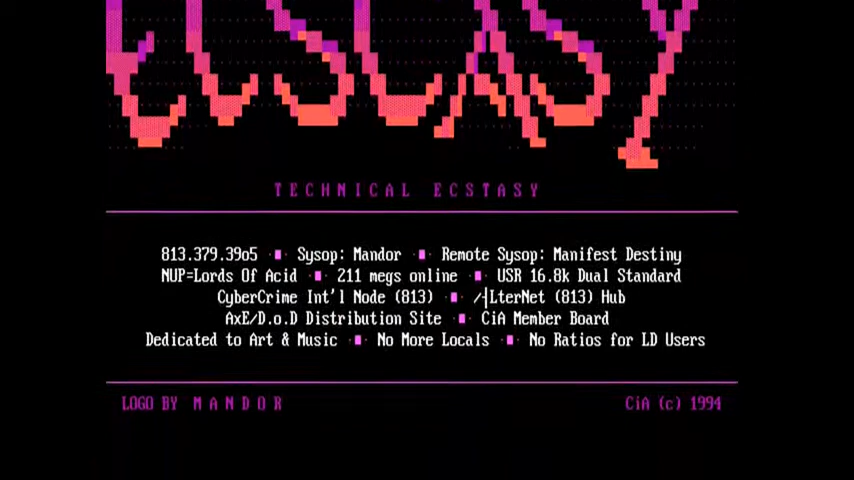 ecstasy
TECHNICAL ECSTASY
813.379.39o5 ▪ Sysop: Mandor ▪ Remote Sysop: Manifest Destiny
NUP=Lords Of Acid ▪ 211 megs online ▪ USR 16.8k Dual Standard
CyberCrime Int'l Node (813) ▪ /-|LterNet (813) Hub
AxE/D.o.D Distribution Site ▪ CiA Member Board
Dedicated to Art & Music ▪ No More Locals ▪ No Ratios for LD Users
LOGO BY MANDOR CiA (c) 1994